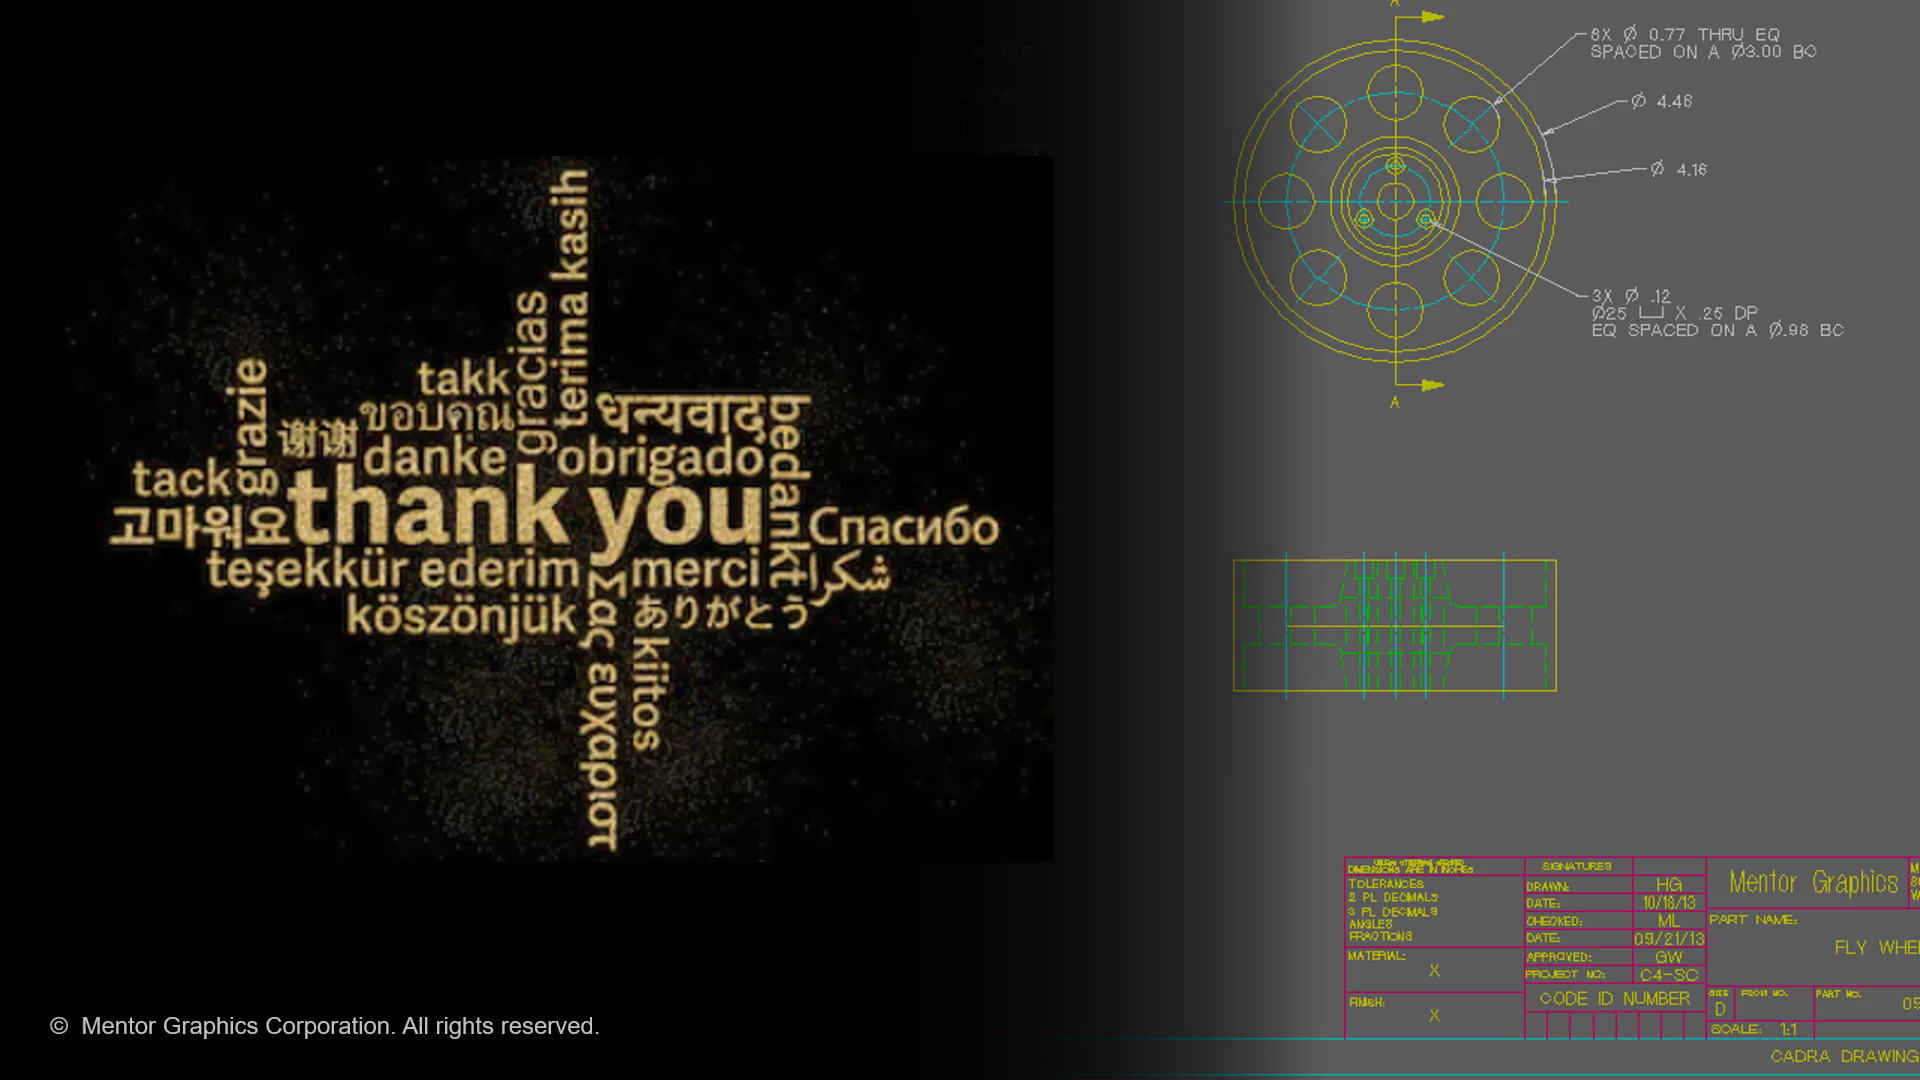 terima kasih
gracias
grazie
takk
ขอบคุณ
धन्यवाद
bedankt
谢谢
danke
obrigado
tack
thank you
고마워요
Спасибо
teşekkür ederim
merci
شكرا
köszönjük
ありがとう
Σας ευχαριστ
kiitos
© Mentor Graphics Corporation. All rights reserved.
A
8X Ø 0.77 THRU EQ
SPACED ON A Ø3.00 BC
Ø 4.46
Ø 4.16
3X Ø .12
Ø25 ⌴ X .25 DP
EQ SPACED ON A Ø.98 BC
A
DIMENSIONS ARE IN INCHES
TOLERANCES
2 PL DECIMALS
3 PL DECIMALS
ANGLES
FRACTIONS
MATERIAL:
X
FINISH:
X
SIGNATURES
DRAWN: HG
DATE: 10/18/13
CHECKED: ML
DATE: 09/21/13
APPROVED: GW
PROJECT NO: C4-SC
CODE ID NUMBER
Mentor Graphics
PART NAME:
FLY WHE
SIZE
D
FSCM NO.
PART NO.
05
SCALE: 1:1
CADRA DRAWING